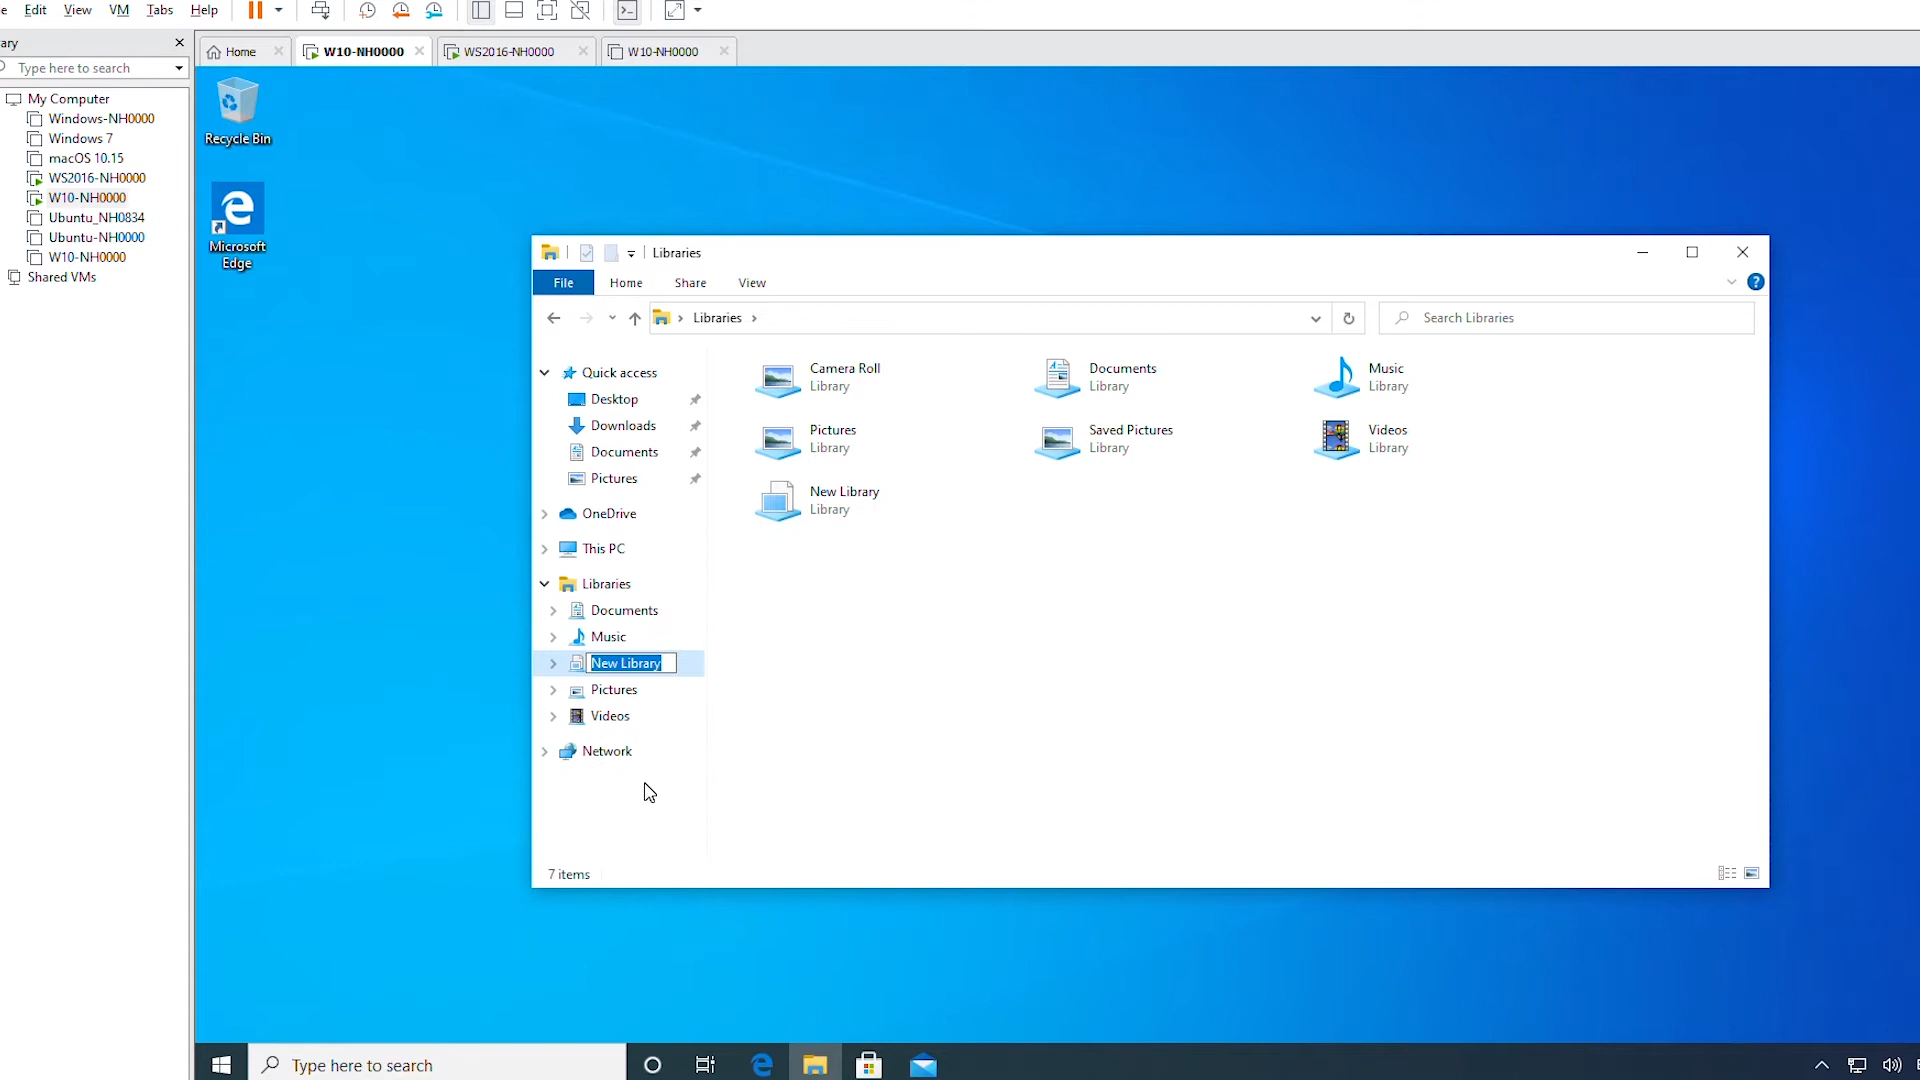 Edit View VM Tabs Help
ary
Type here to search
My Computer
Windows-NH0000
Windows 7
macOS 10.15
WS2016-NH0000
W10-NH0000
Ubuntu_NH0834
Ubuntu-NH0000
W10-NH0000
Shared VMs
Home W10-NH0000 WS2016-NH0000 W10-NH0000
Recycle Bin
Microsoft
Edge
Libraries
File Home Share View
Libraries
Search Libraries
Quick access
Desktop
Downloads
Documents
Pictures
OneDrive
This PC
Libraries
Documents
Music
New Library
Pictures
Videos
Network
Camera Roll
Library
Documents
Library
Music
Library
Pictures
Library
Saved Pictures
Library
Videos
Library
New Library
Library
7 items
Type here to search